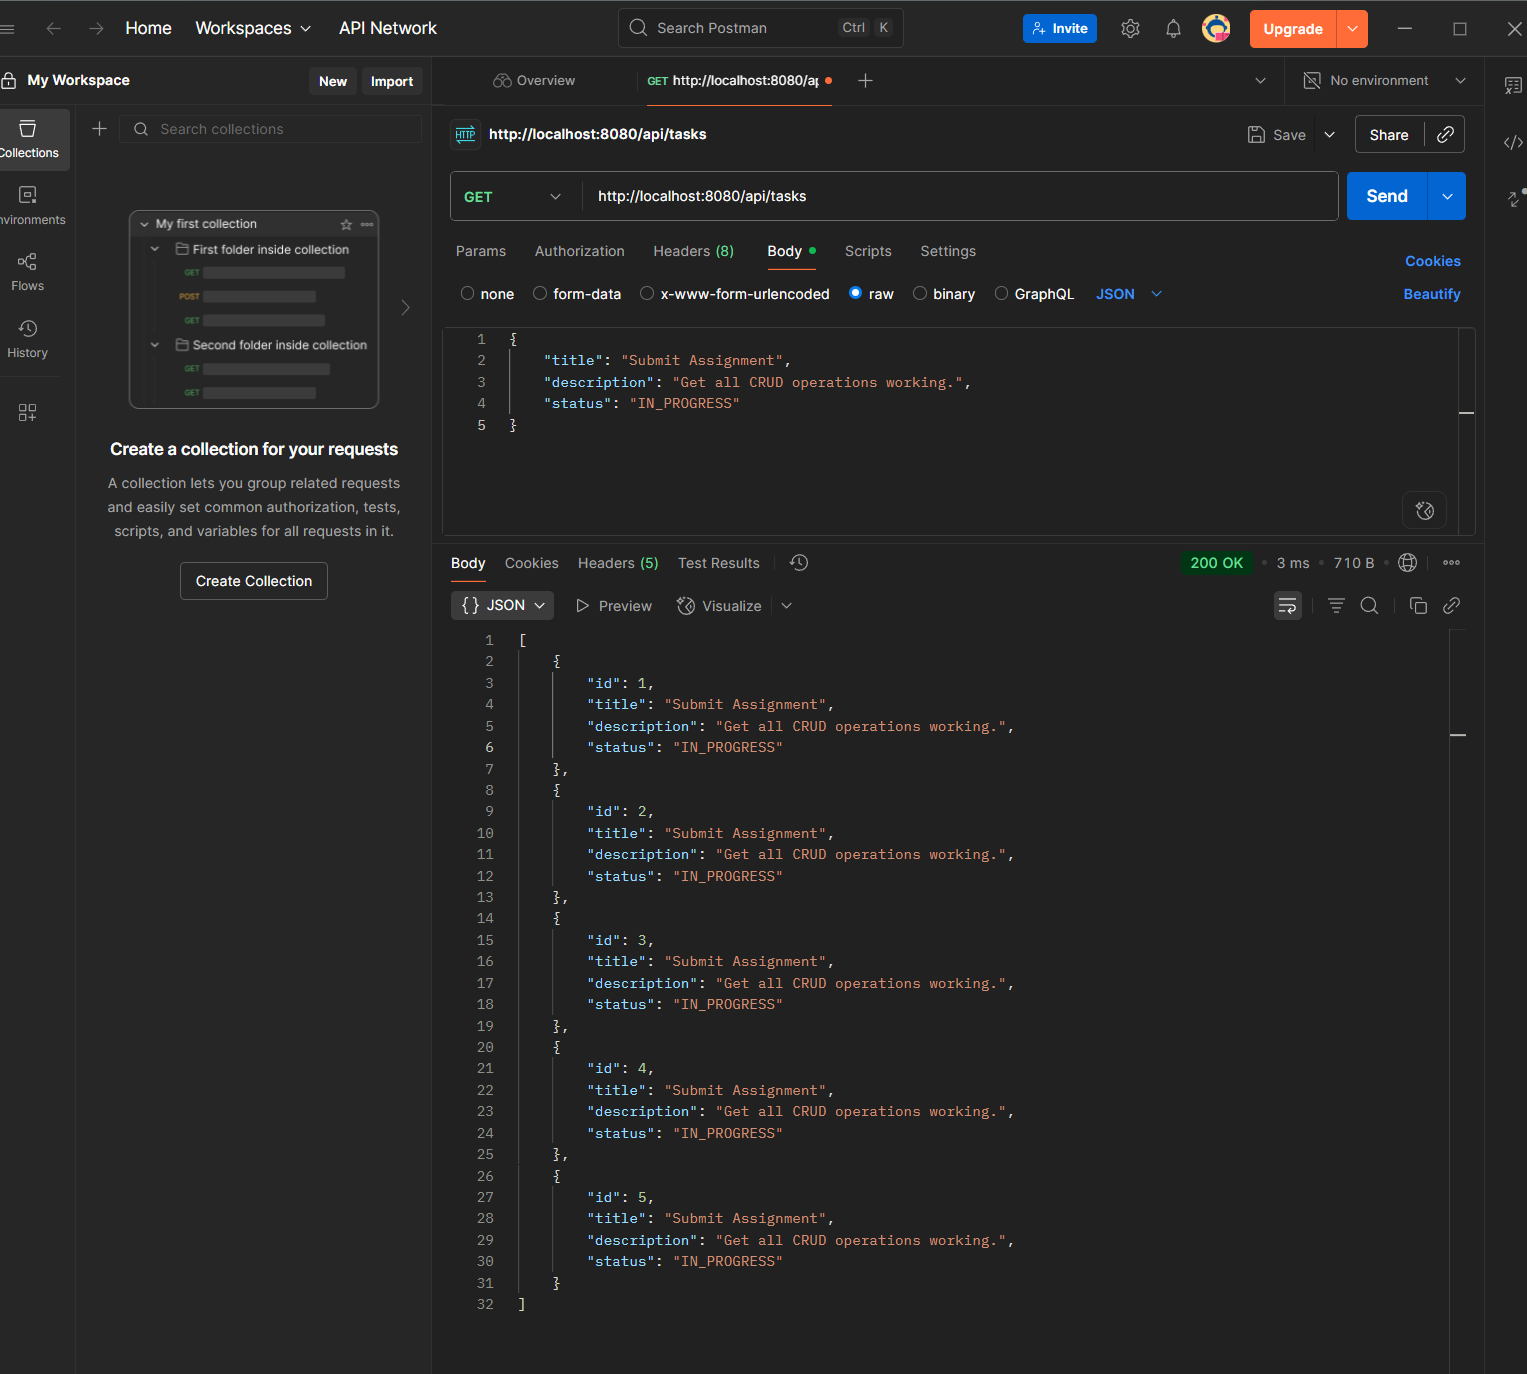 Home Workspaces API Network Search Postman Ctrl K Invite Upgrade
My Workspace New Import Overview GET http://localhost:8080/ap No environment
Search collections
http://localhost:8080/api/tasks Save Share
Collections
nvironments
Flows
History
My first collection
First folder inside collection
GET
POST
GET
Second folder inside collection
GET
GET
Create a collection for your requests
A collection lets you group related requests
and easily set common authorization, tests,
scripts, and variables for all requests in it.
Create Collection
GET http://localhost:8080/api/tasks Send
Params Authorization Headers (8) Body Scripts Settings Cookies
none form-data x-www-form-urlencoded raw binary GraphQL JSON Beautify
1 {
2 "title": "Submit Assignment",
3 "description": "Get all CRUD operations working.",
4 "status": "IN_PROGRESS"
5 }
Body Cookies Headers (5) Test Results 200 OK • 3 ms • 710 B •
{} JSON Preview Visualize
1 [
2 {
3 "id": 1,
4 "title": "Submit Assignment",
5 "description": "Get all CRUD operations working.",
6 "status": "IN_PROGRESS"
7 },
8 {
9 "id": 2,
10 "title": "Submit Assignment",
11 "description": "Get all CRUD operations working.",
12 "status": "IN_PROGRESS"
13 },
14 {
15 "id": 3,
16 "title": "Submit Assignment",
17 "description": "Get all CRUD operations working.",
18 "status": "IN_PROGRESS"
19 },
20 {
21 "id": 4,
22 "title": "Submit Assignment",
23 "description": "Get all CRUD operations working.",
24 "status": "IN_PROGRESS"
25 },
26 {
27 "id": 5,
28 "title": "Submit Assignment",
29 "description": "Get all CRUD operations working.",
30 "status": "IN_PROGRESS"
31 }
32 ]